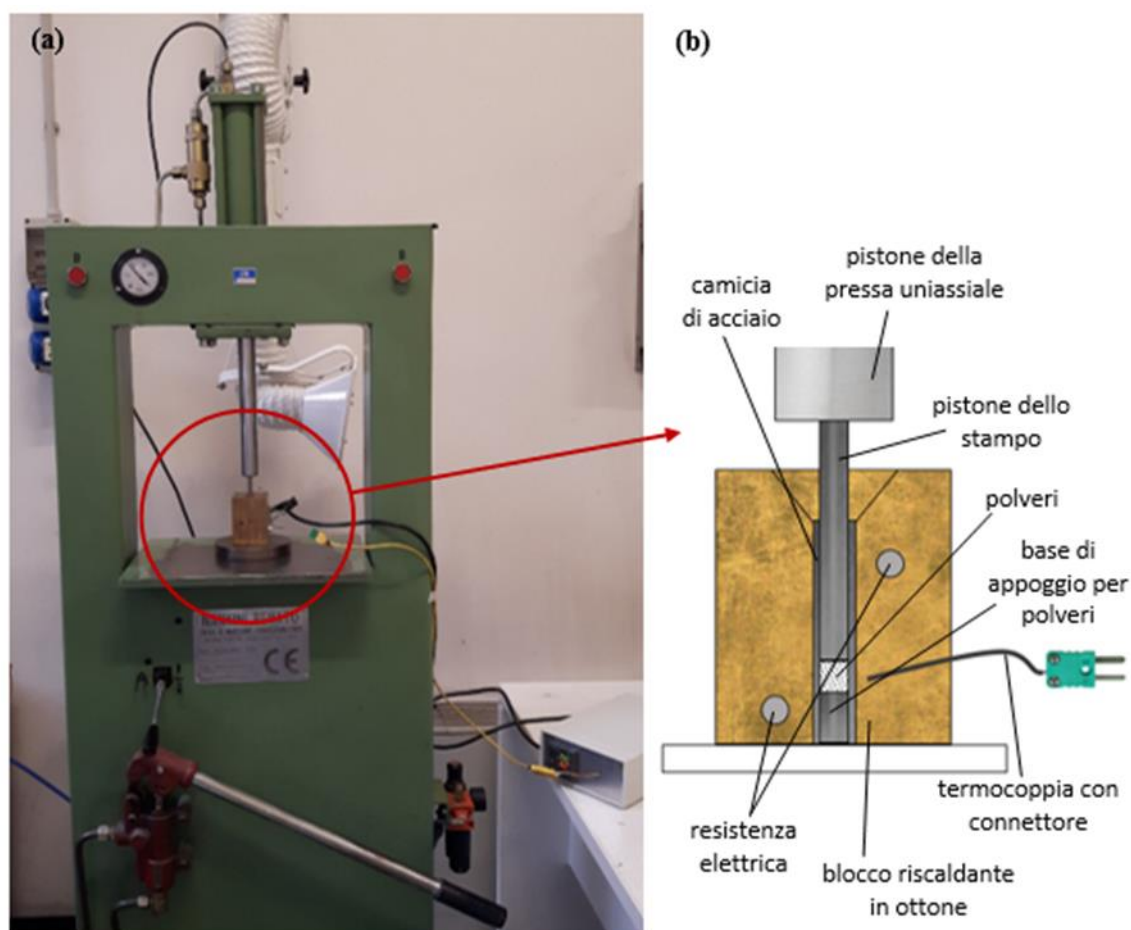 (a)
(b)
pistone della
pressa uniassiale
camicia
di acciaio
pistone dello
stampo
polveri
base di
appoggio per
polveri
termocoppia con
connettore
resistenza
elettrica
blocco riscaldante
in ottone
CE